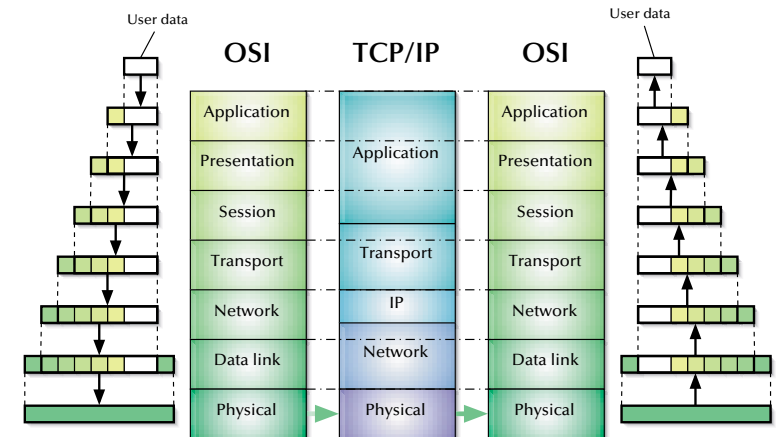 User data
User data
OSI
TCP/IP
OSI
Application
Presentation
Session
Transport
Network
Data link
Physical
Application
Transport
IP
Network
Physical
Application
Presentation
Session
Transport
Network
Data link
Physical